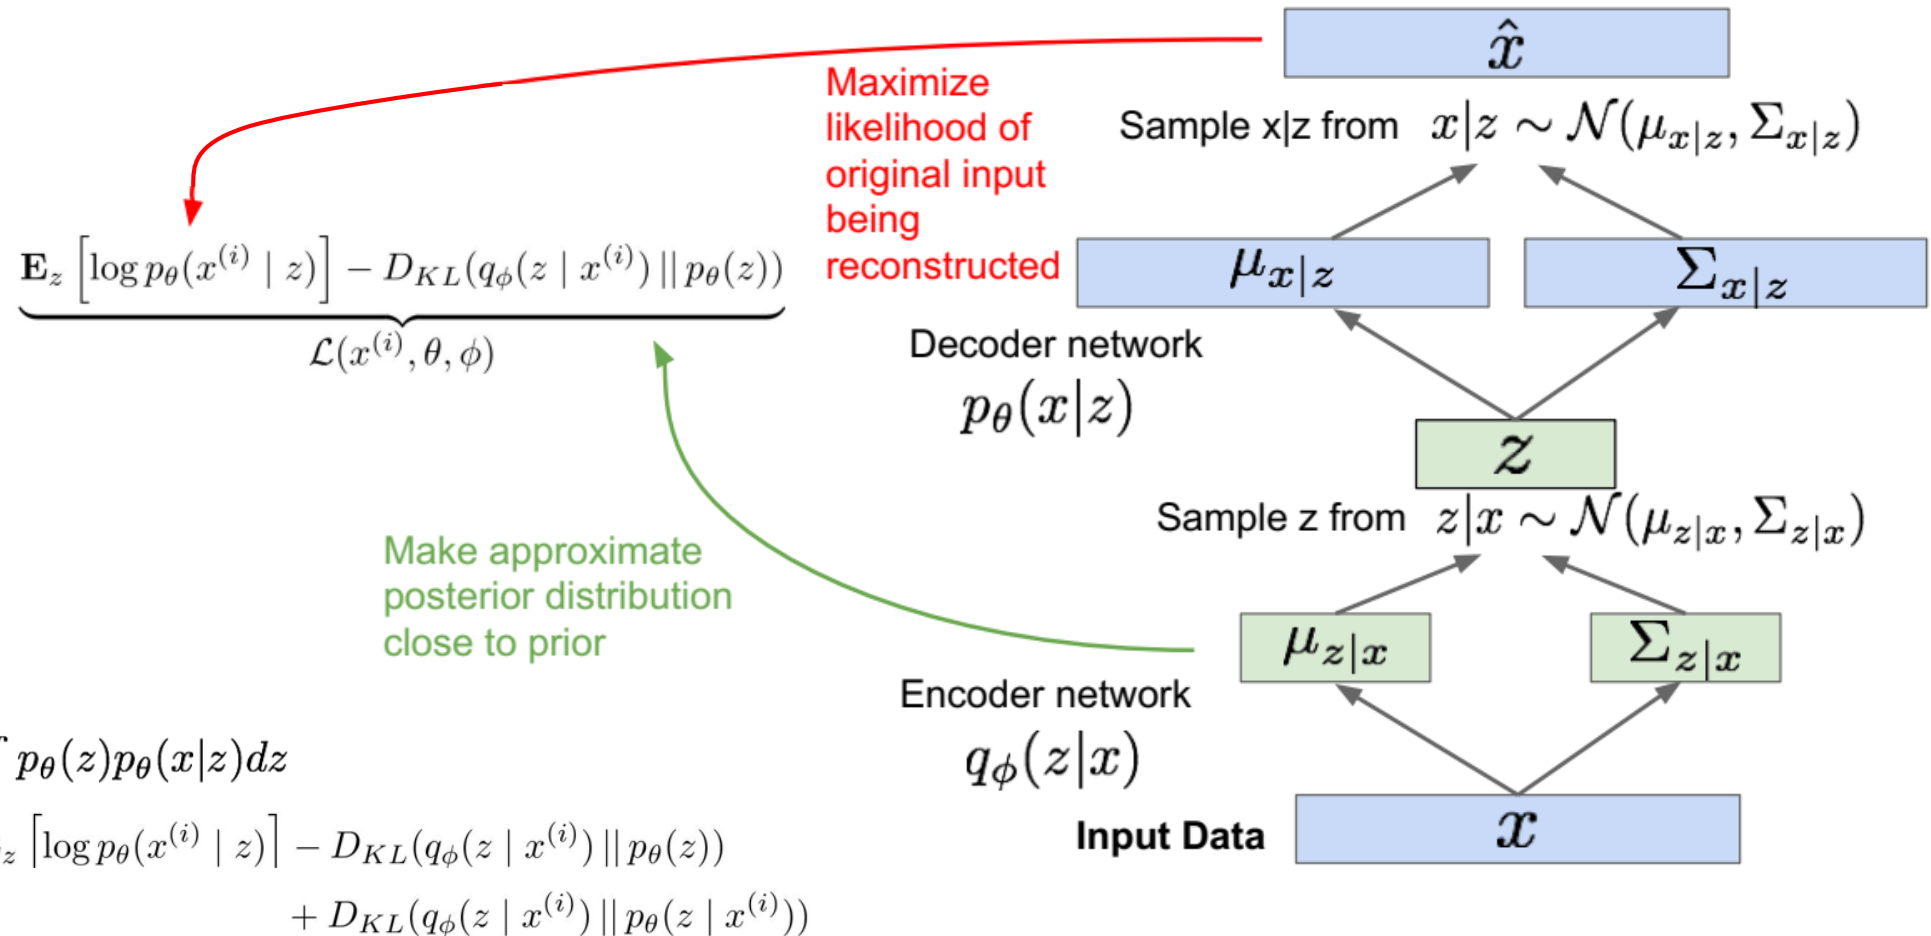 x̂
Maximize
likelihood of
original input
being
reconstructed
Sample x|z from x|z ∼ 𝒩(μ_{x|z}, Σ_{x|z})
E_z [log p_θ(x^{(i)} | z)] − D_{KL}(q_φ(z | x^{(i)}) || p_θ(z))
ℒ(x^{(i)}, θ, φ)
μ_{x|z}
Σ_{x|z}
Decoder network
p_θ(x|z)
z
Sample z from z|x ∼ 𝒩(μ_{z|x}, Σ_{z|x})
Make approximate
posterior distribution
close to prior
μ_{z|x}
Σ_{z|x}
Encoder network
q_φ(z|x)
Input Data
x
p_θ(z)p_θ(x|z)dz
_z [log p_θ(x^{(i)} | z)] − D_{KL}(q_φ(z | x^{(i)}) || p_θ(z))
+ D_{KL}(q_φ(z | x^{(i)}) || p_θ(z | x^{(i)}))